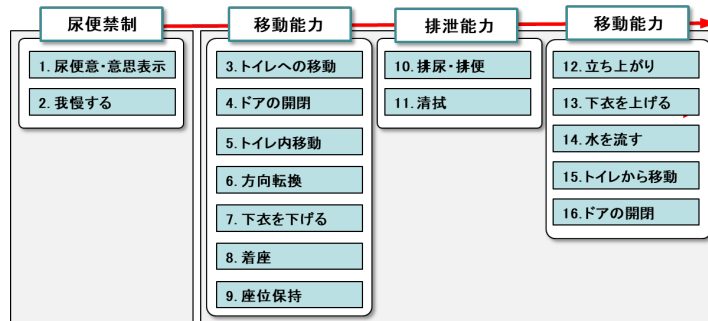 尿便禁制
1.尿便意・意思表示
2.我慢する
移動能力
3.トイレへの移動
4.ドアの開閉
5.トイレ内移動
6.方向転換
7.下衣を下げる
8.着座
9.座位保持
排泄能力
10.排尿・排便
11.清拭
移動能力
12.立ち上がり
13.下衣を上げる
14.水を流す
15.トイレから移動
16.ドアの開閉